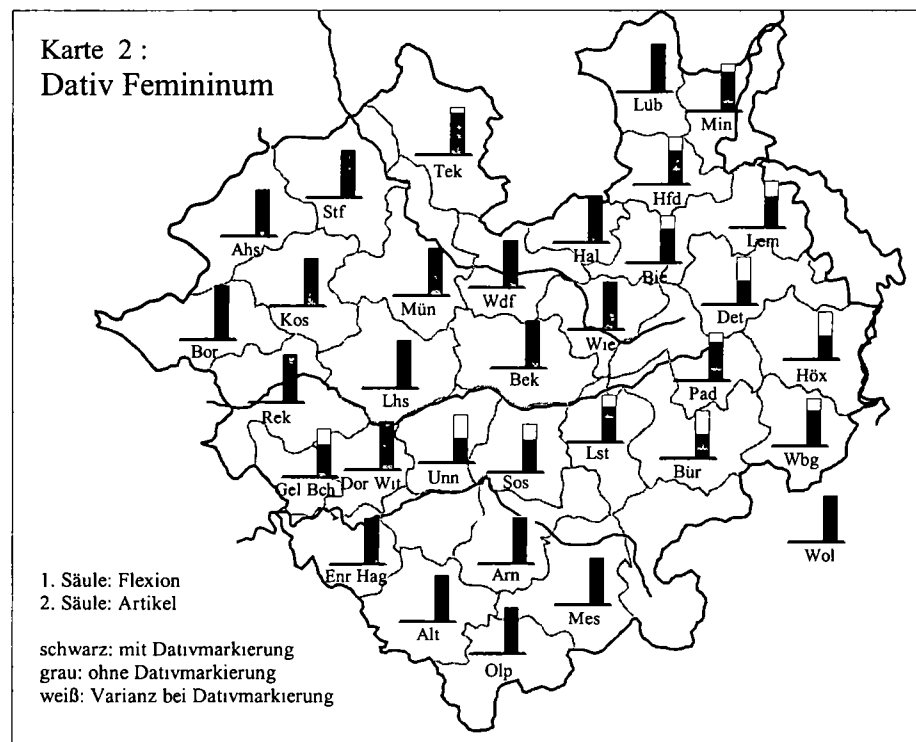 Karte 2 :
Dativ Femininum
Lüb
Min
Tek
Hfd
Stf
Lem
Ahs
Hal
Bie
Mün
Wdf
Det
Kos
Bor
Wie
Höx
Bek
Pad
Lhs
Rek
Lst
Bür
Wbg
Gel Bch
Dor Wit
Unn
Sos
Wol
Enr Hag
Arn
1. Säule: Flexion
2. Säule: Artikel
Alt
Mes
Olp
schwarz: mit Dativmarkierung
grau: ohne Dativmarkierung
weiß: Varianz bei Dativmarkierung